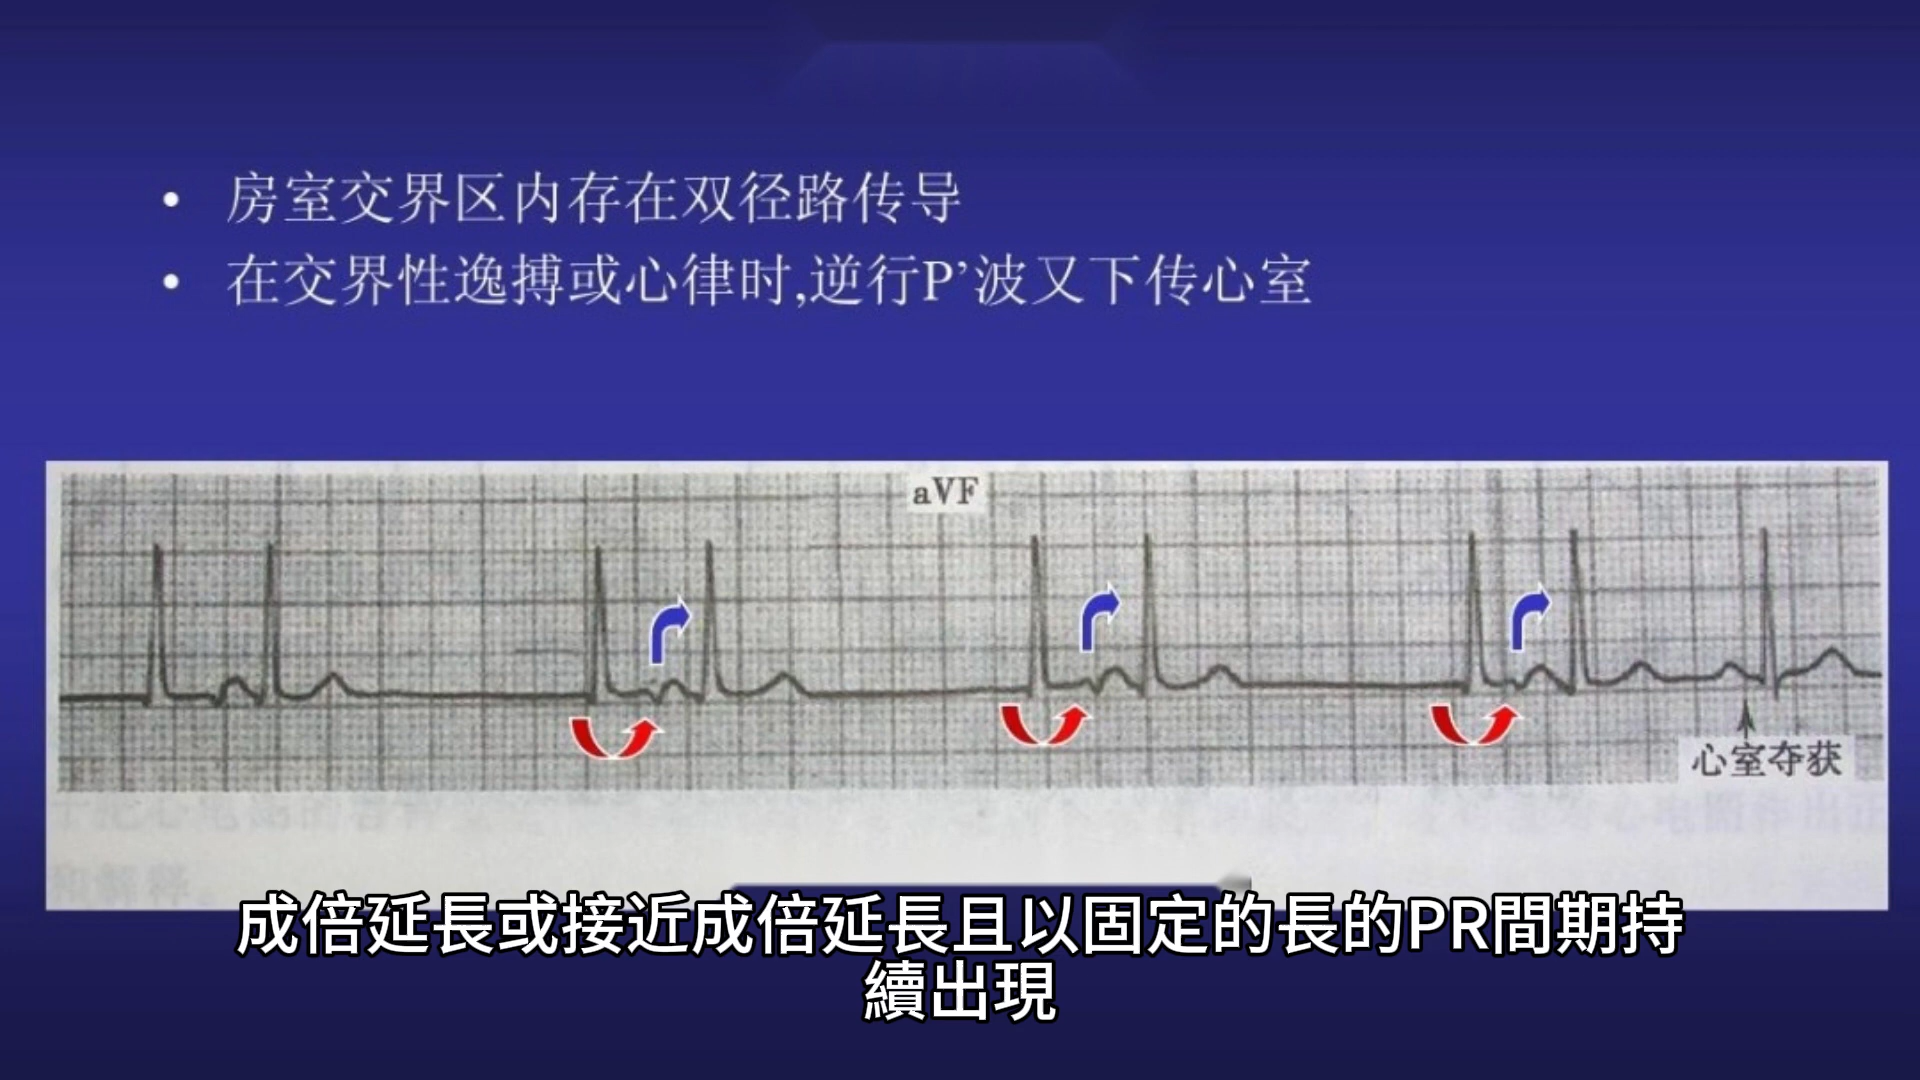 • 房室交界区内存在双径路传导
• 在交界性逸搏或心律时,逆行P’波又下传心室
aVF
心室夺获
和解释。
成倍延長或接近成倍延長且以固定的長的PR間期持
續出現